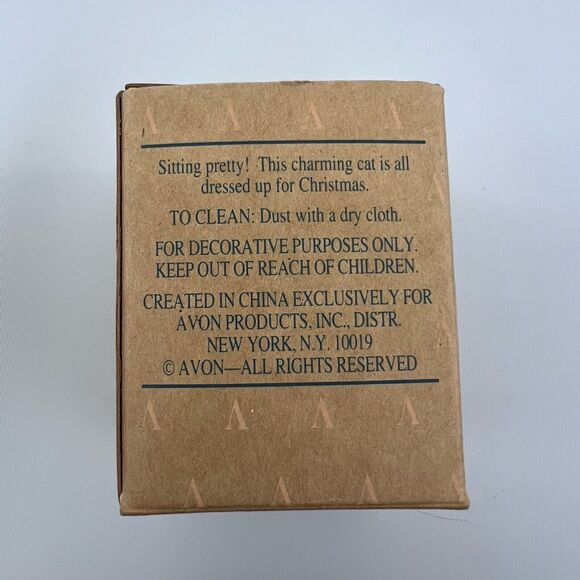 Sitting pretty! This charming cat is all
dressed up for Christmas.
TO CLEAN: Dust with a dry cloth.
FOR DECORATIVE PURPOSES ONLY.
KEEP OUT OF REACH OF CHILDREN.
CREATED IN CHINA EXCLUSIVELY FOR
AVON PRODUCTS, INC., DISTR.
NEW YORK, N.Y. 10019
© AVON—ALL RIGHTS RESERVED